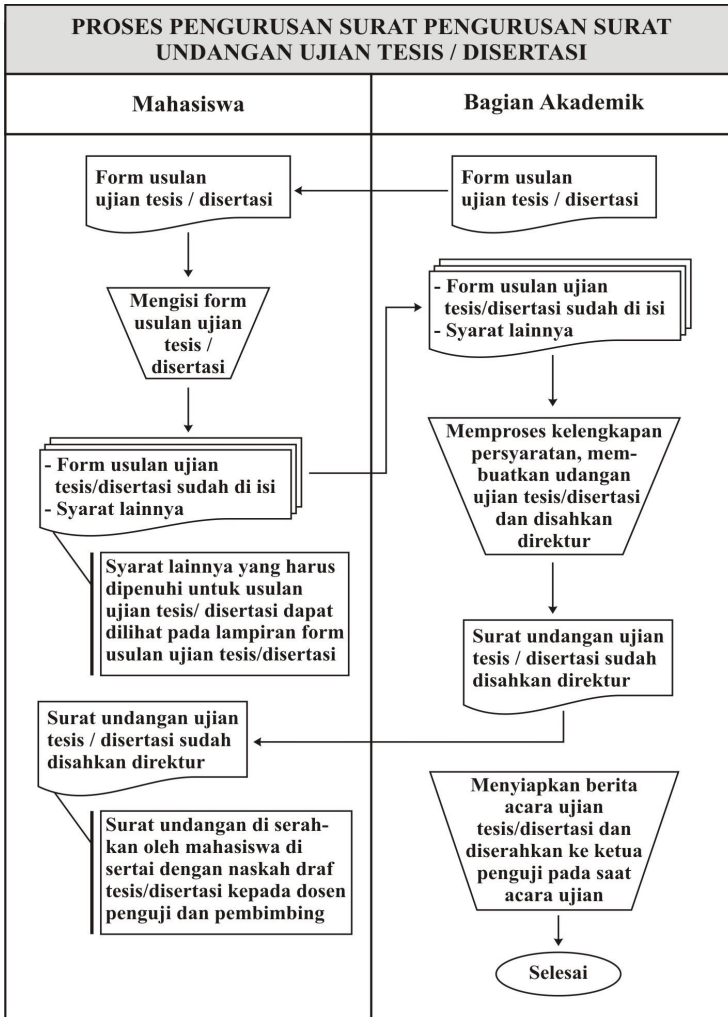 PROSES PENGURUSAN SURAT PENGURUSAN SURAT
UNDANGAN UJIAN TESIS / DISERTASI
Mahasiswa
Bagian Akademik
Form usulan
ujian tesis / disertasi
Form usulan
ujian tesis / disertasi
Mengisi form
usulan ujian
tesis /
disertasi
- Form usulan ujian
tesis/disertasi sudah di isi
- Syarat lainnya
- Form usulan ujian
tesis/disertasi sudah di isi
- Syarat lainnya
Memproses kelengkapan
persyaratan, mem-
buatkan udangan
ujian tesis/disertasi
dan disahkan
direktur
Syarat lainnya yang harus
dipenuhi untuk usulan
ujian tesis/ disertasi dapat
dilihat pada lampiran form
usulan ujian tesis/disertasi
Surat undangan ujian
tesis / disertasi sudah
disahkan direktur
Surat undangan ujian
tesis / disertasi sudah
disahkan direktur
Surat undangan di serah-
kan oleh mahasiswa di
sertai dengan naskah draf
tesis/disertasi kepada dosen
penguji dan pembimbing
Menyiapkan berita
acara ujian
tesis/disertasi dan
diserahkan ke ketua
penguji pada saat
acara ujian
Selesai